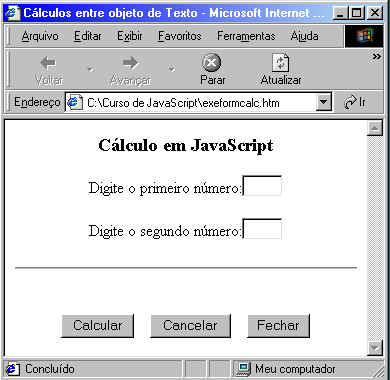 Cálculos entre objeto de Texto - Microsoft Internet ...
Arquivo Editar Exibir Favoritos Ferramentas Ajuda
Voltar Avançar Parar Atualizar
Endereço C:\Curso de JavaScript\exeformcalc.htm Ir
Cálculo em JavaScript
Digite o primeiro número:
Digite o segundo número:
Calcular Cancelar Fechar
Concluído Meu computador